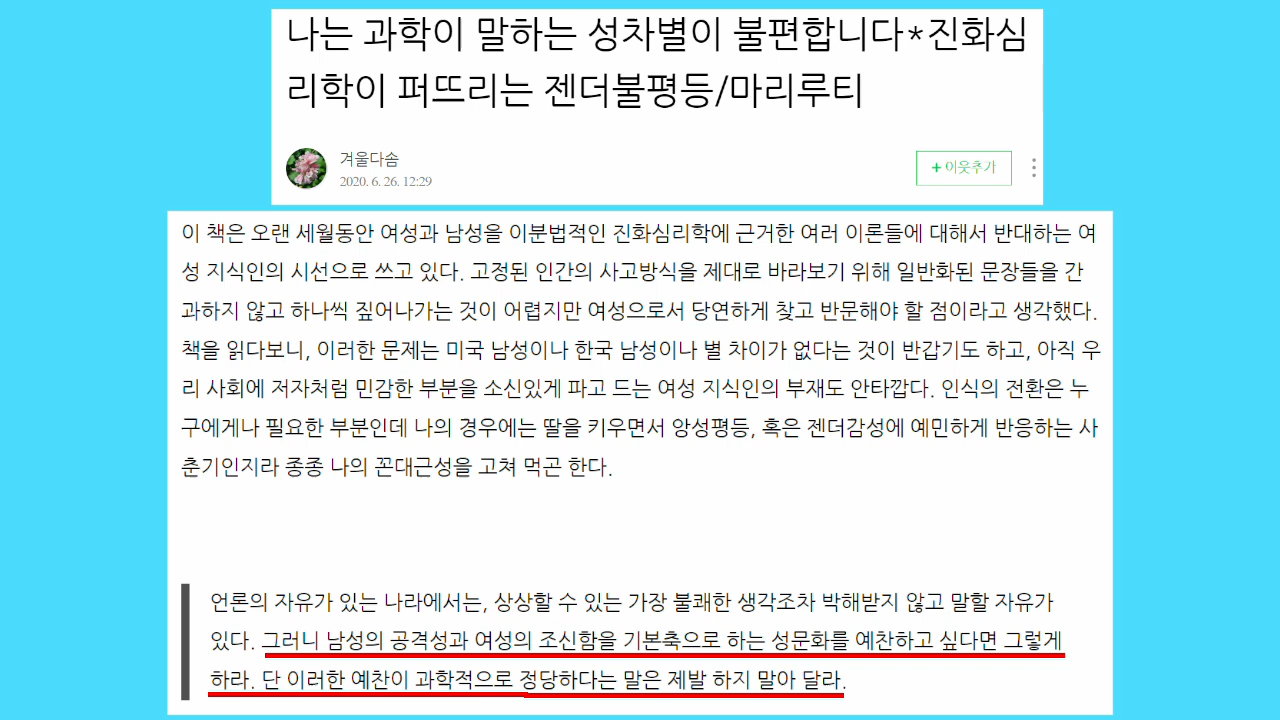 나는 과학이 말하는 성차별이 불편합니다*진화심
리학이 퍼뜨리는 젠더불평등/마리루티
겨울다솜
2020. 6. 26. 12:29
+이웃추가
이 책은 오랜 세월동안 여성과 남성을 이분법적인 진화심리학에 근거한 여러 이론들에 대해서 반대하는 여
성 지식인의 시선으로 쓰고 있다. 고정된 인간의 사고방식을 제대로 바라보기 위해 일반화된 문장들을 간
과하지 않고 하나씩 짚어나가는 것이 어렵지만 여성으로서 당연하게 찾고 반문해야 할 점이라고 생각했다.
책을 읽다보니, 이러한 문제는 미국 남성이나 한국 남성이나 별 차이가 없다는 것이 반갑기도 하고, 아직 우
리 사회에 저자처럼 민감한 부분을 소신있게 파고 드는 여성 지식인의 부재도 안타깝다. 인식의 전환은 누
구에게나 필요한 부분인데 나의 경우에는 딸을 키우면서 앙성평등, 혹은 젠더감성에 예민하게 반응하는 사
춘기인지라 종종 나의 꼰대근성을 고쳐 먹곤 한다.
언론의 자유가 있는 나라에서는, 상상할 수 있는 가장 불쾌한 생각조차 박해받지 않고 말할 자유가
있다. 그러니 남성의 공격성과 여성의 조신함을 기본축으로 하는 성문화를 예찬하고 싶다면 그렇게
하라. 단 이러한 예찬이 과학적으로 정당하다는 말은 제발 하지 말아 달라.